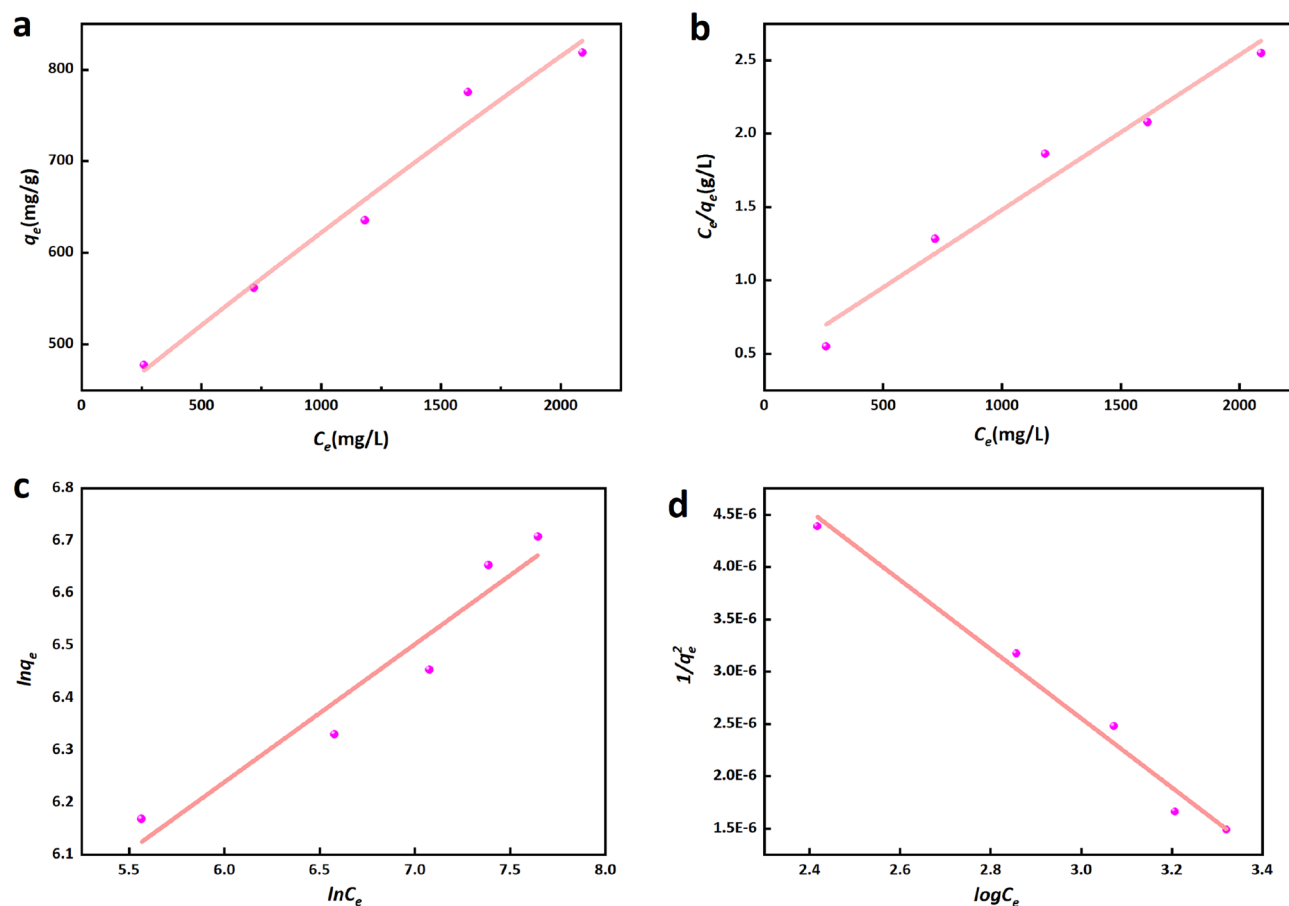 a
800
700
600
500
qₑ(mg/g)
0 500 1000 1500 2000
Cₑ(mg/L)
b
2.5
2.0
1.5
1.0
0.5
Cₑ/qₑ(g/L)
0 500 1000 1500 2000
Cₑ(mg/L)
c
6.8
6.7
6.6
6.5
6.4
6.3
6.2
6.1
lnqₑ
5.5 6.0 6.5 7.0 7.5 8.0
lnCₑ
d
4.5E-6
4.0E-6
3.5E-6
3.0E-6
2.5E-6
2.0E-6
1.5E-6
1/qₑ²
2.4 2.6 2.8 3.0 3.2 3.4
logCₑ